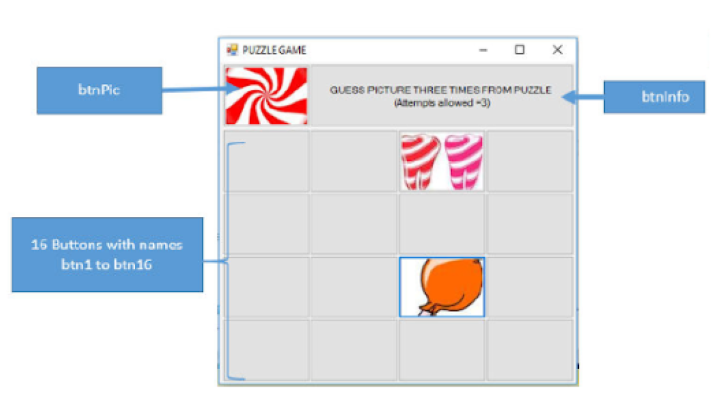 PUZZLE GAME
btnPic
GUESS PICTURE THREE TIMES FROM PUZZLE
(Attempts allowed =3)
btnInfo
16 Buttons with names
btn1 to btn16